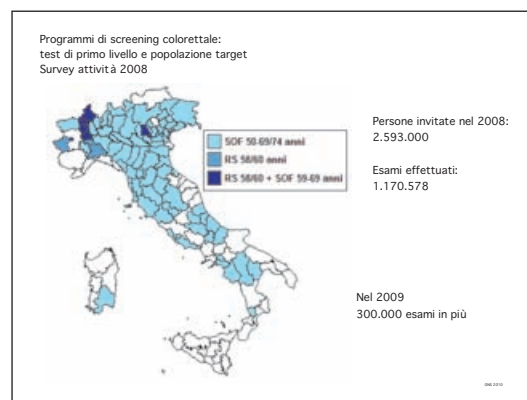 Programmi di screening colorettale:
test di primo livello e popolazione target
Survey attività 2008
SOF 50-69/74 anni
RS 58/60 anni
RS 58/60 + SOF 59-69 anni
Persone invitate nel 2008:
2.593.000
Esami effettuati:
1.170.578
Nel 2009
300.000 esami in più